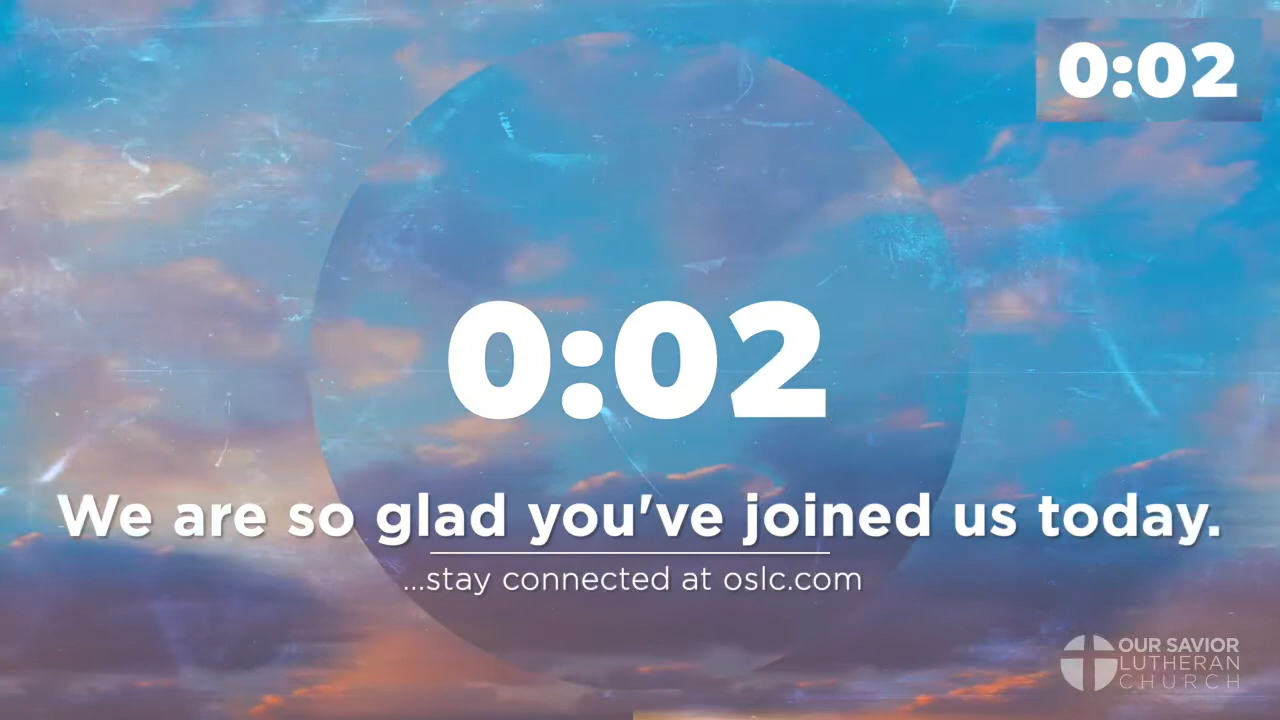 0:02
0:02
We are so glad you've joined us today.
...stay connected at oslc.com
OUR SAVIOR
LUTHERAN
CHURCH